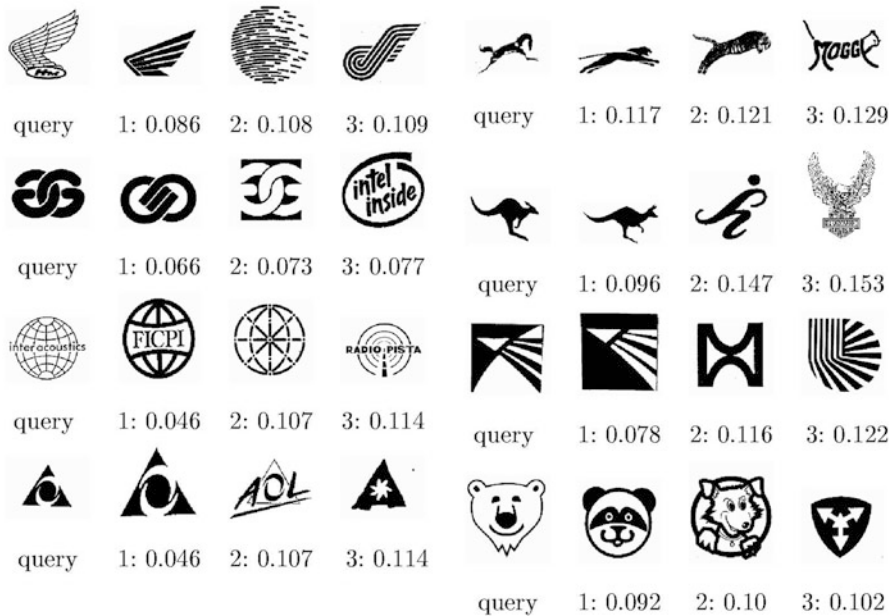 MOGGY
query 1: 0.086 2: 0.108 3: 0.109
query 1: 0.117 2: 0.121 3: 0.129
intel
inside
query 1: 0.066 2: 0.073 3: 0.077
query 1: 0.096 2: 0.147 3: 0.153
interacoustics
FICPI
RADIO PISTA
query 1: 0.046 2: 0.107 3: 0.114
query 1: 0.078 2: 0.116 3: 0.122
AOL
A
query 1: 0.046 2: 0.107 3: 0.114
query 1: 0.092 2: 0.10 3: 0.102